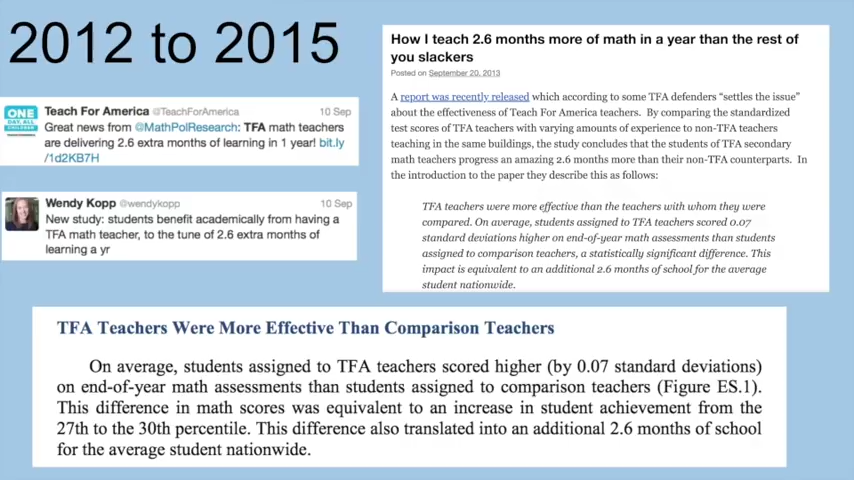 2012 to 2015
ONE
DAY, ALL
CHILDREN
Teach For America @TeachForAmerica 10 Sep
Great news from @MathPolResearch: TFA math teachers
are delivering 2.6 extra months of learning in 1 year! bit.ly
/1d2KB7H
Wendy Kopp @wendykopp 10 Sep
New study: students benefit academically from having a
TFA math teacher, to the tune of 2.6 extra months of
learning a yr
How I teach 2.6 months more of math in a year than the rest of
you slackers
Posted on September 20, 2013
A report was recently released which according to some TFA defenders “settles the issue”
about the effectiveness of Teach For America teachers. By comparing the standardized
test scores of TFA teachers with varying amounts of experience to non-TFA teachers
teaching in the same buildings, the study concludes that the students of TFA secondary
math teachers progress an amazing 2.6 months more than their non-TFA counterparts. In
the introduction to the paper they describe this as follows:
TFA teachers were more effective than the teachers with whom they were
compared. On average, students assigned to TFA teachers scored 0.07
standard deviations higher on end-of-year math assessments than students
assigned to comparison teachers, a statistically significant difference. This
impact is equivalent to an additional 2.6 months of school for the average
student nationwide.
TFA Teachers Were More Effective Than Comparison Teachers
On average, students assigned to TFA teachers scored higher (by 0.07 standard deviations)
on end-of-year math assessments than students assigned to comparison teachers (Figure ES.1).
This difference in math scores was equivalent to an increase in student achievement from the
27th to the 30th percentile. This difference also translated into an additional 2.6 months of school
for the average student nationwide.